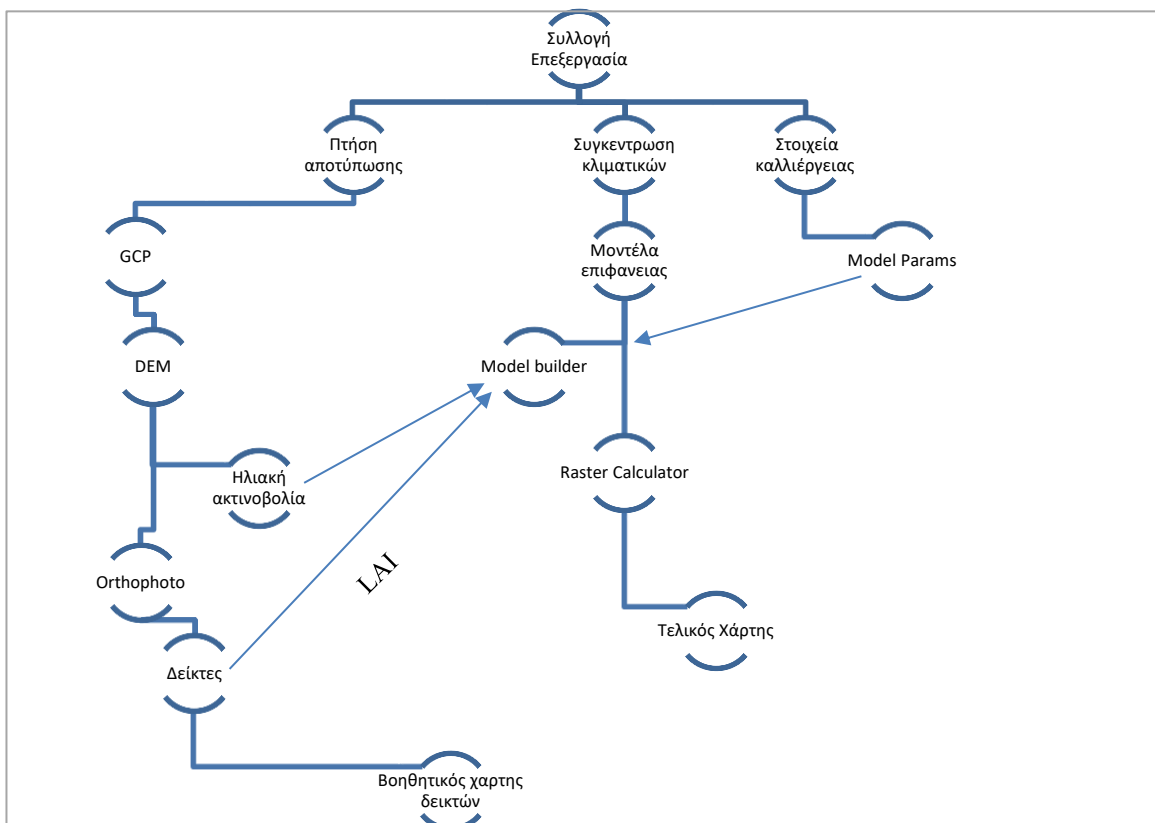 Συλλογή
Επεξεργασία
Πτήση
αποτύπωσης
Συγκεντρωση
κλιματικών
Στοιχεία
καλλιέργειας
GCP
Μοντέλα
επιφανειας
Model Params
DEM
Model builder
Ηλιακή
ακτινοβολία
Raster Calculator
Orthophoto
LAI
Τελικός Χάρτης
Δείκτες
Βοηθητικός χαρτης
δεικτών